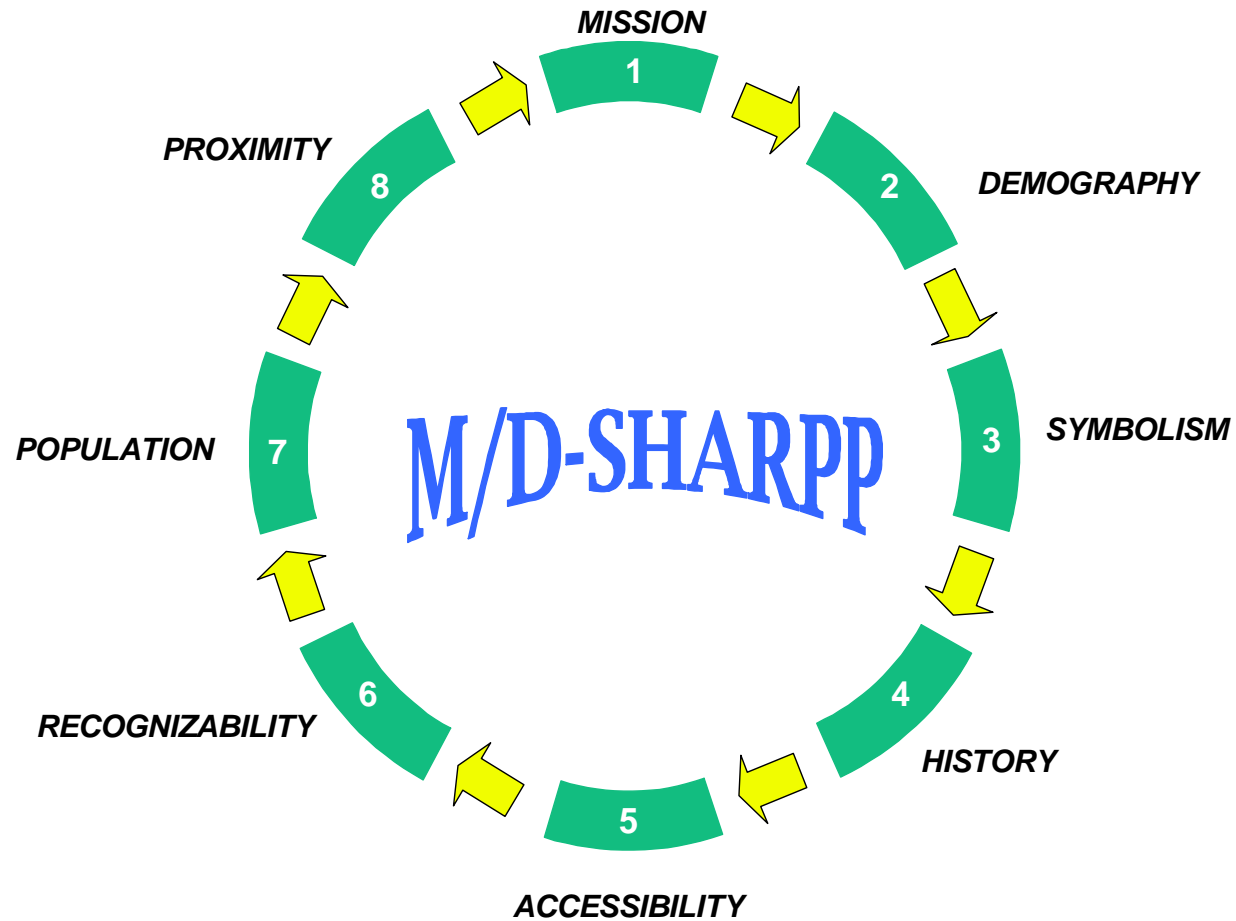 MISSION
1
2
DEMOGRAPHY
3
SYMBOLISM
4
HISTORY
5
ACCESSIBILITY
6
RECOGNIZABILITY
7
POPULATION
8
PROXIMITY
M/D-SHARPP